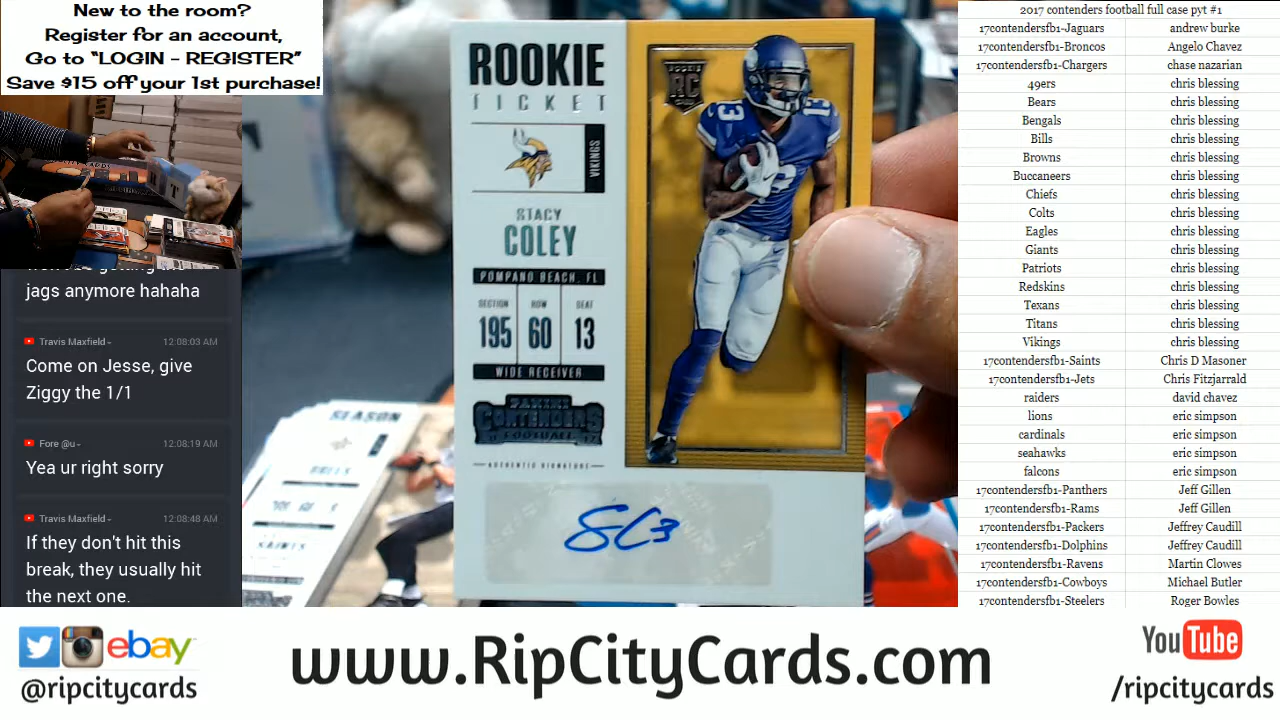 New to the room?
Register for an account,
Go to “LOGIN - REGISTER”
Save $15 off your 1st purchase!
jags anymore hahaha
Travis Maxfield
12:08:03 AM
Come on Jesse, give
Ziggy the 1/1
Fore @u
12:08:19 AM
Yea ur right sorry
Travis Maxfield
12:08:48 AM
If they don't hit this
break, they usually hit
the next one.
ROOKIE
TICKET
VIKINGS
STACY
COLEY
POMPANO BEACH, FL
SECTION ROW SEAT
195 60 13
WIDE RECEIVER
PANINI
CONTENDERS
FOOTBALL
AUTHENTIC SIGNATURE
ROOKIE
RC
13
SEASON
SAINTS
2017 contenders football full case pyt #1
17contendersfb1-Jaguars andrew burke
17contendersfb1-Broncos Angelo Chavez
17contendersfb1-Chargers chase nazarian
49ers chris blessing
Bears chris blessing
Bengals chris blessing
Bills chris blessing
Browns chris blessing
Buccaneers chris blessing
Chiefs chris blessing
Colts chris blessing
Eagles chris blessing
Giants chris blessing
Patriots chris blessing
Redskins chris blessing
Texans chris blessing
Titans chris blessing
Vikings chris blessing
17contendersfb1-Saints Chris D Masoner
17contendersfb1-Jets Chris Fitzjarrald
raiders david chavez
lions eric simpson
cardinals eric simpson
seahawks eric simpson
falcons eric simpson
17contendersfb1-Panthers Jeff Gillen
17contendersfb1-Rams Jeff Gillen
17contendersfb1-Packers Jeffrey Caudill
17contendersfb1-Dolphins Jeffrey Caudill
17contendersfb1-Ravens Martin Clowes
17contendersfb1-Cowboys Michael Butler
17contendersfb1-Steelers Roger Bowles
ebay
@ripcitycards
www.RipCityCards.com
YouTube
/ripcitycards